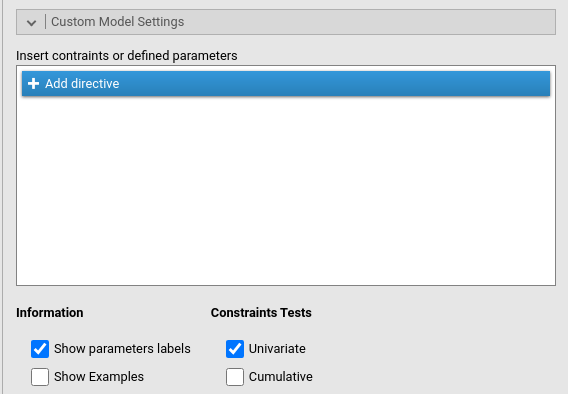 Custom Model Settings
Insert contraints or defined parameters
Add directive
Information
Constraints Tests
Show parameters labels
Univariate
Show Examples
Cumulative